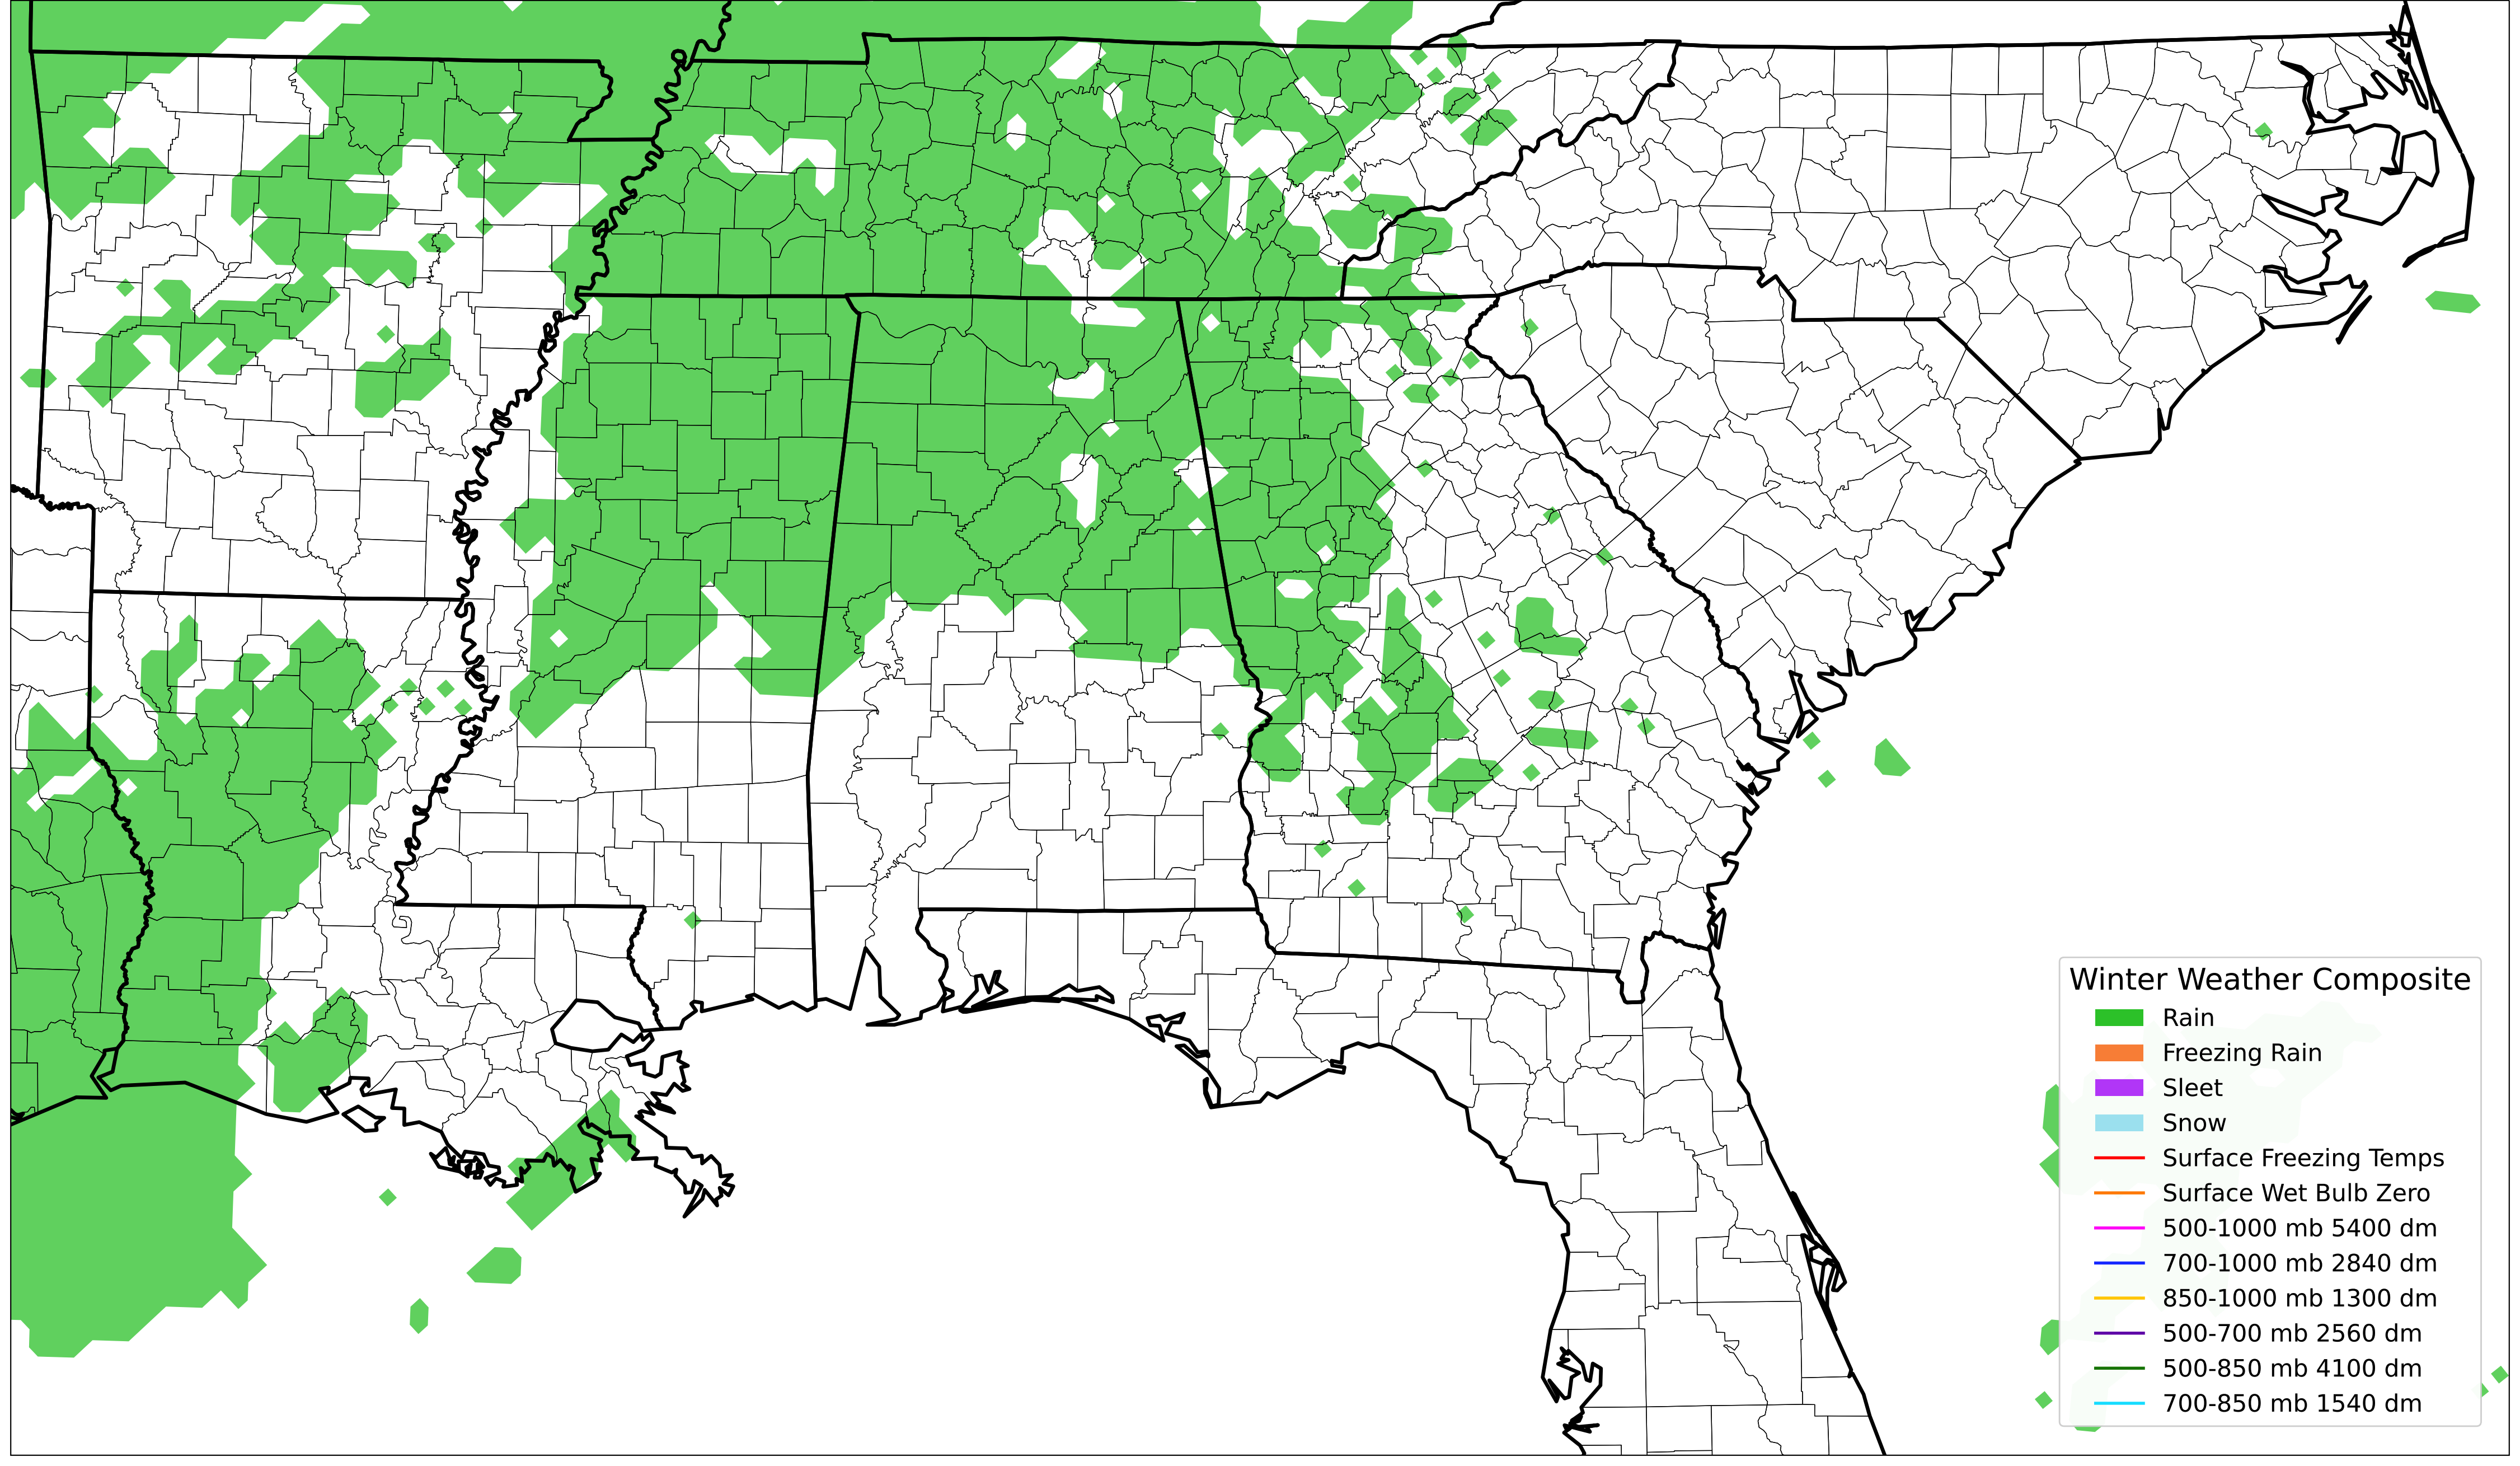 Winter Weather Composite
Rain
Freezing Rain
Sleet
Snow
Surface Freezing Temps
Surface Wet Bulb Zero
500-1000 mb 5400 dm
700-1000 mb 2840 dm
850-1000 mb 1300 dm
500-700 mb 2560 dm
500-850 mb 4100 dm
700-850 mb 1540 dm